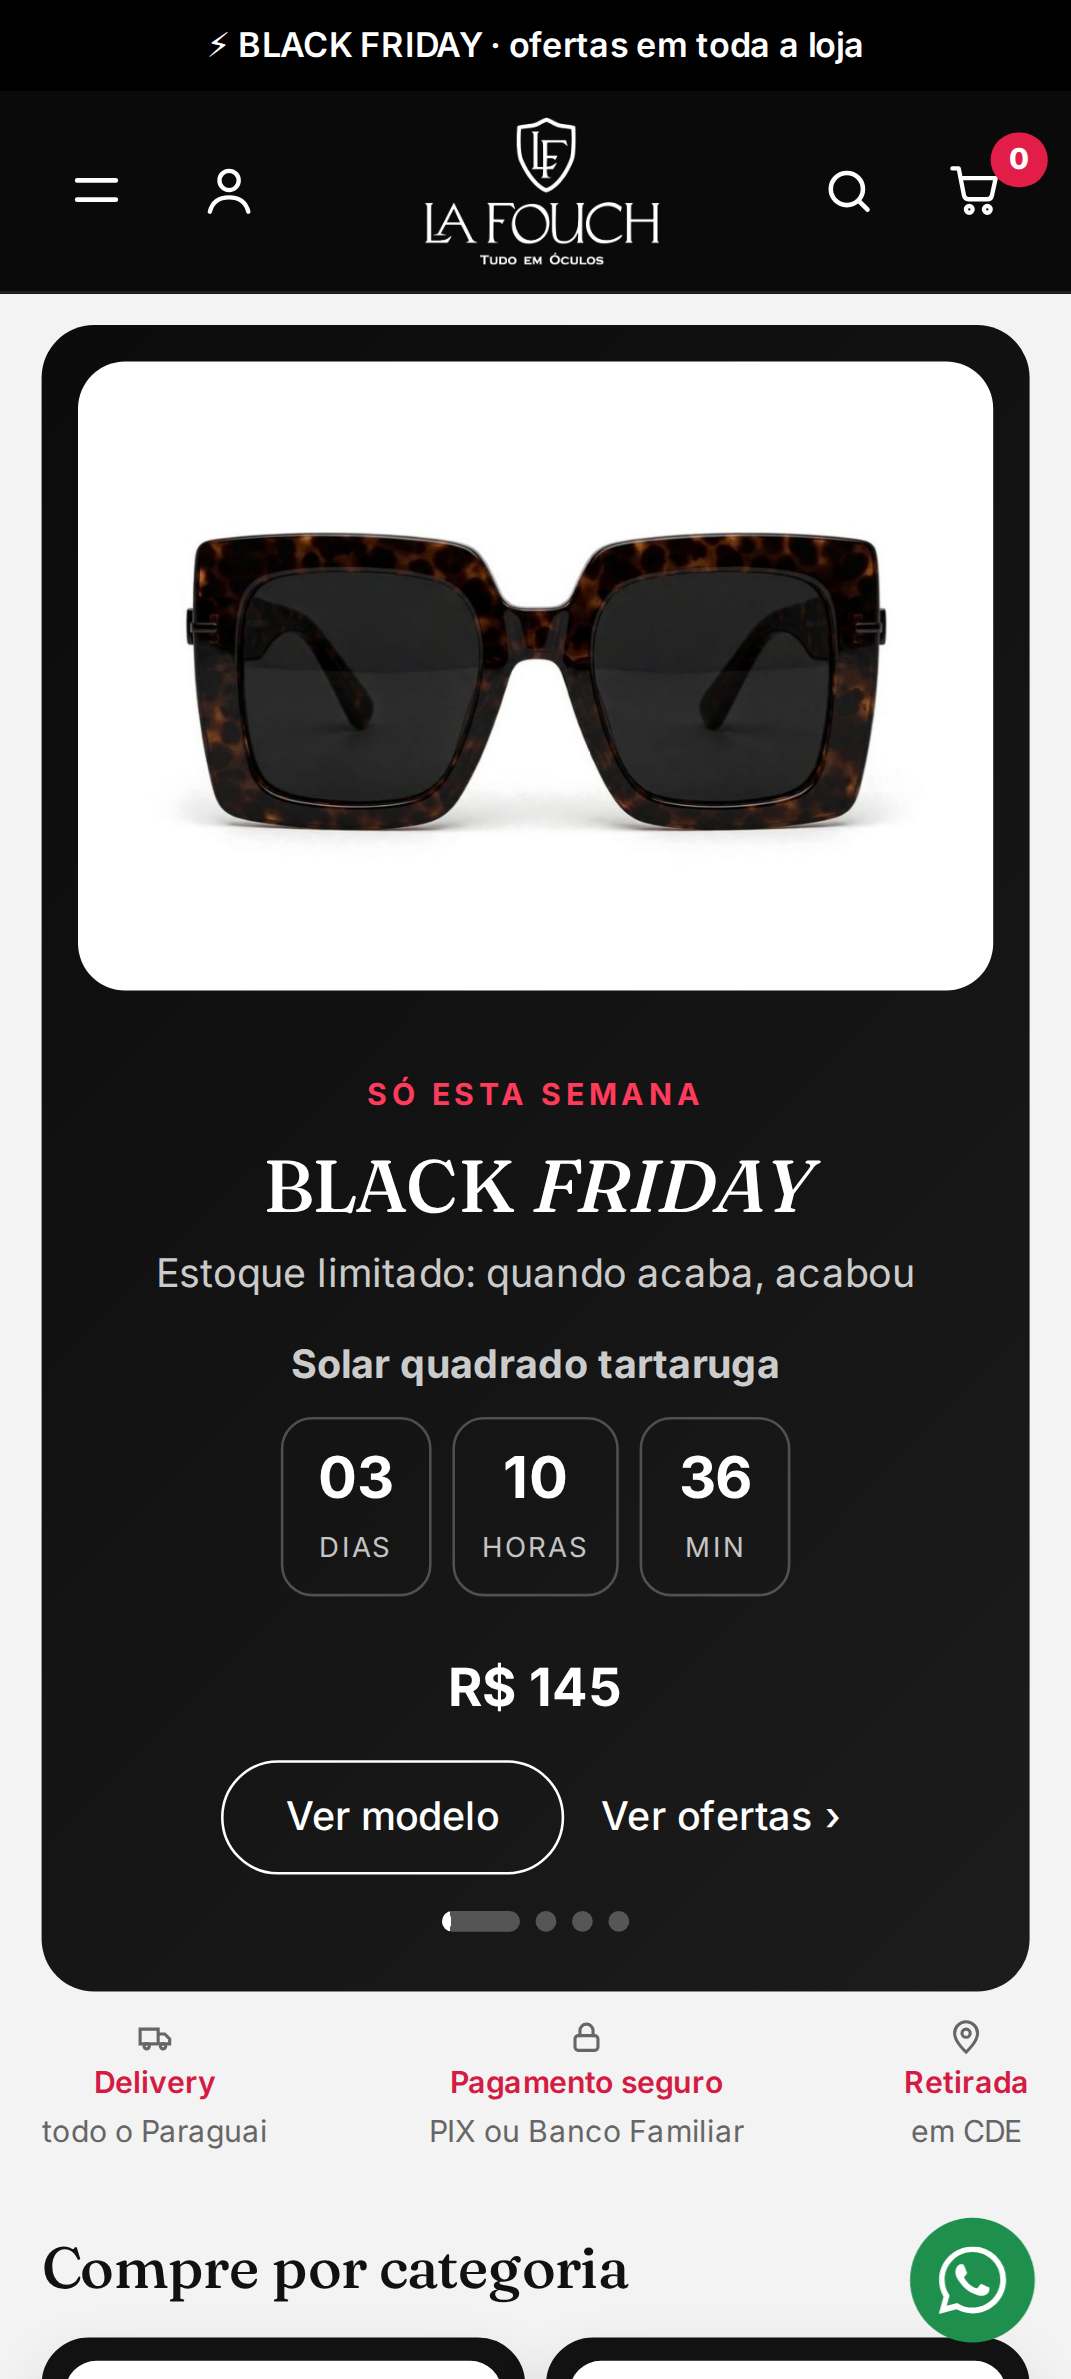 ⚡ BLACK FRIDAY · ofertas em toda a loja
0
LF
LA FOUCH
TUDO EM ÓCULOS
SÓ ESTA SEMANA
BLACK FRIDAY
Estoque limitado: quando acaba, acabou
Solar quadrado tartaruga
03 10 36
DIAS HORAS MIN
R$ 145
Ver modelo Ver ofertas ›
Delivery Pagamento seguro Retirada
todo o Paraguai PIX ou Banco Familiar em CDE
Compre por categoria